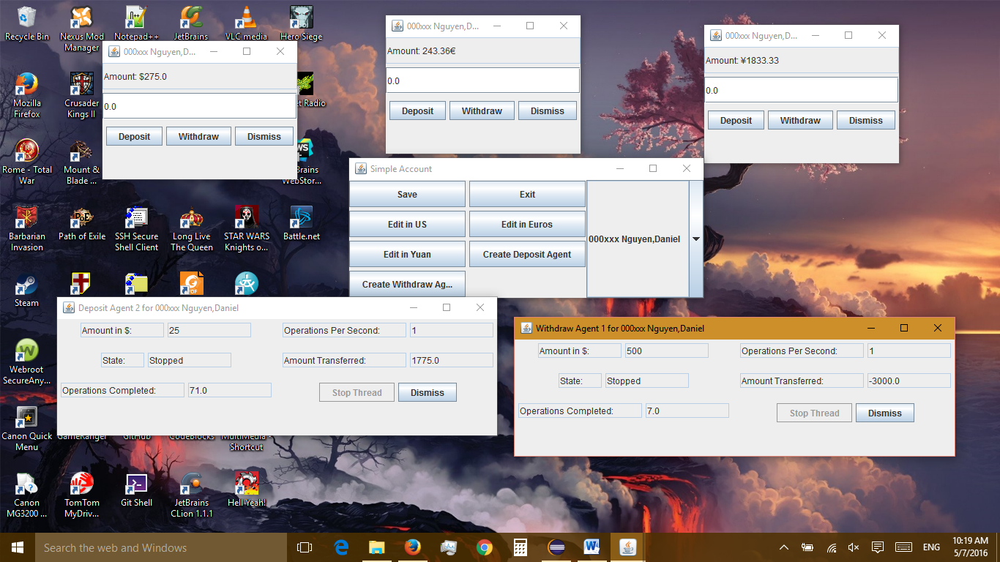 Recycle Bin
Nexus Mod
Manager
Notepad++
JetBrains
VLC media
Hero Siege
000xxx Nguyen,D...
Amount: $275.0
0.0
Deposit
Withdraw
Dismiss
000xxx Nguyen,D...
Amount: 243.36€
0.0
Deposit
Withdraw
Dismiss
000xxx Nguyen,D...
Amount: ¥1833.33
0.0
Deposit
Withdraw
Dismiss
Mozilla
Firefox
Crusader
Kings II
Radio
Rome - Total
War
Mount &
Blade ...
Brains
WebStor...
Simple Account
Save
Exit
Edit in US
Edit in Euros
Edit in Yuan
Create Deposit Agent
Create Withdraw Ag...
000xxx Nguyen,Daniel
Barbarian
Invasion
Path of Exile
SSH Secure
Shell Client
Long Live
The Queen
STAR WARS
Knights o...
Battle.net
Steam
Deposit Agent 2 for 000xxx Nguyen,Daniel
Amount in $:
25
Operations Per Second:
1
State:
Stopped
Amount Transferred:
1775.0
Operations Completed:
71.0
Stop Thread
Dismiss
Withdraw Agent 1 for 000xxx Nguyen,Daniel
Amount in $:
500
Operations Per Second:
1
State:
Stopped
Amount Transferred:
-3000.0
Operations Completed:
7.0
Stop Thread
Dismiss
Webroot
SecureAny...
Canon Quick
Menu
GameRanger
GitHub
CodeBlocks
MultiMedia -
Shortcut
Canon
MG3200 ...
TomTom
MyDriv...
Git Shell
JetBrains
CLion 1.1.1
Hell Yeah!
Search the web and Windows
ENG
10:19 AM
5/7/2016